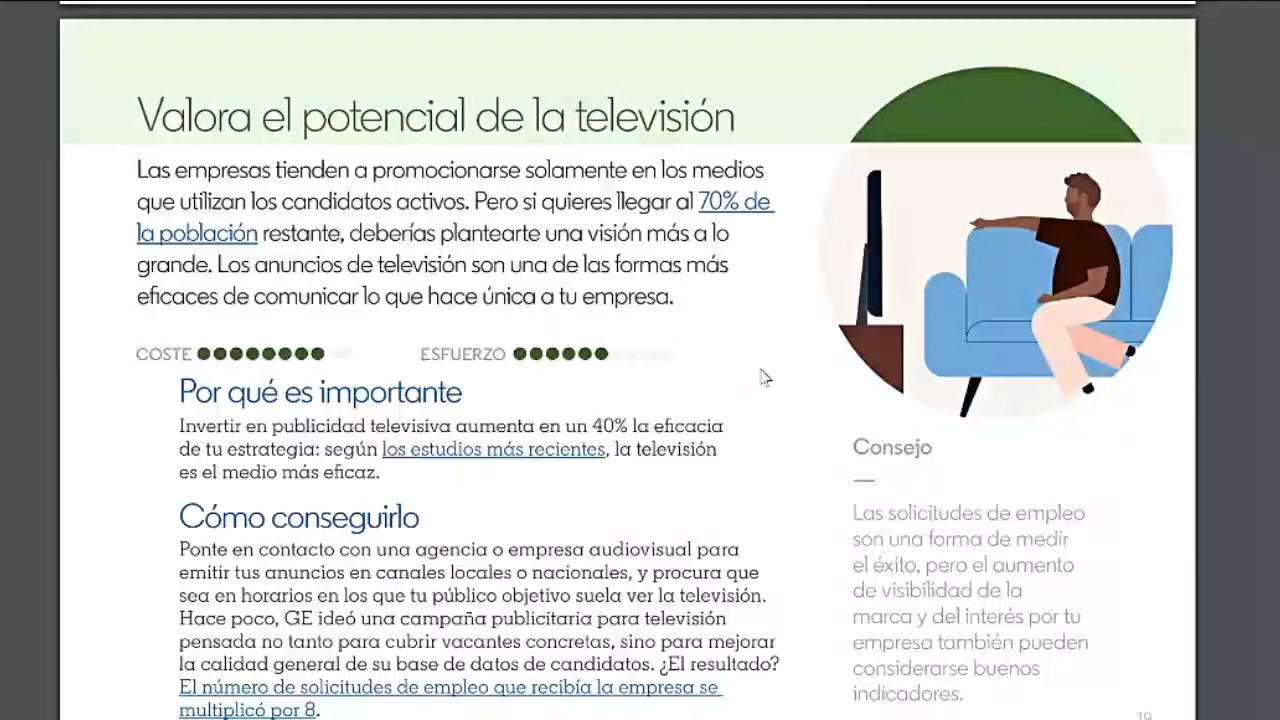 Valora el potencial de la televisión
Las empresas tienden a promocionarse solamente en los medios
que utilizan los candidatos activos. Pero si quieres llegar al 70% de
la población restante, deberías plantearte una visión más a lo
grande. Los anuncios de televisión son una de las formas más
eficaces de comunicar lo que hace única a tu empresa.
COSTE
ESFUERZO
Por qué es importante
Invertir en publicidad televisiva aumenta en un 40% la eficacia
de tu estrategia: según los estudios más recientes, la televisión
es el medio más eficaz.
Cómo conseguirlo
Ponte en contacto con una agencia o empresa audiovisual para
emitir tus anuncios en canales locales o nacionales, y procura que
sea en horarios en los que tu público objetivo suela ver la televisión.
Hace poco, GE ideó una campaña publicitaria para televisión
pensada no tanto para cubrir vacantes concretas, sino para mejorar
la calidad general de su base de datos de candidatos. ¿El resultado?
El número de solicitudes de empleo que recibía la empresa se
multiplicó por 8.
Consejo
Las solicitudes de empleo
son una forma de medir
el éxito, pero el aumento
de visibilidad de la
marca y del interés por tu
empresa también pueden
considerarse buenos
indicadores.
19